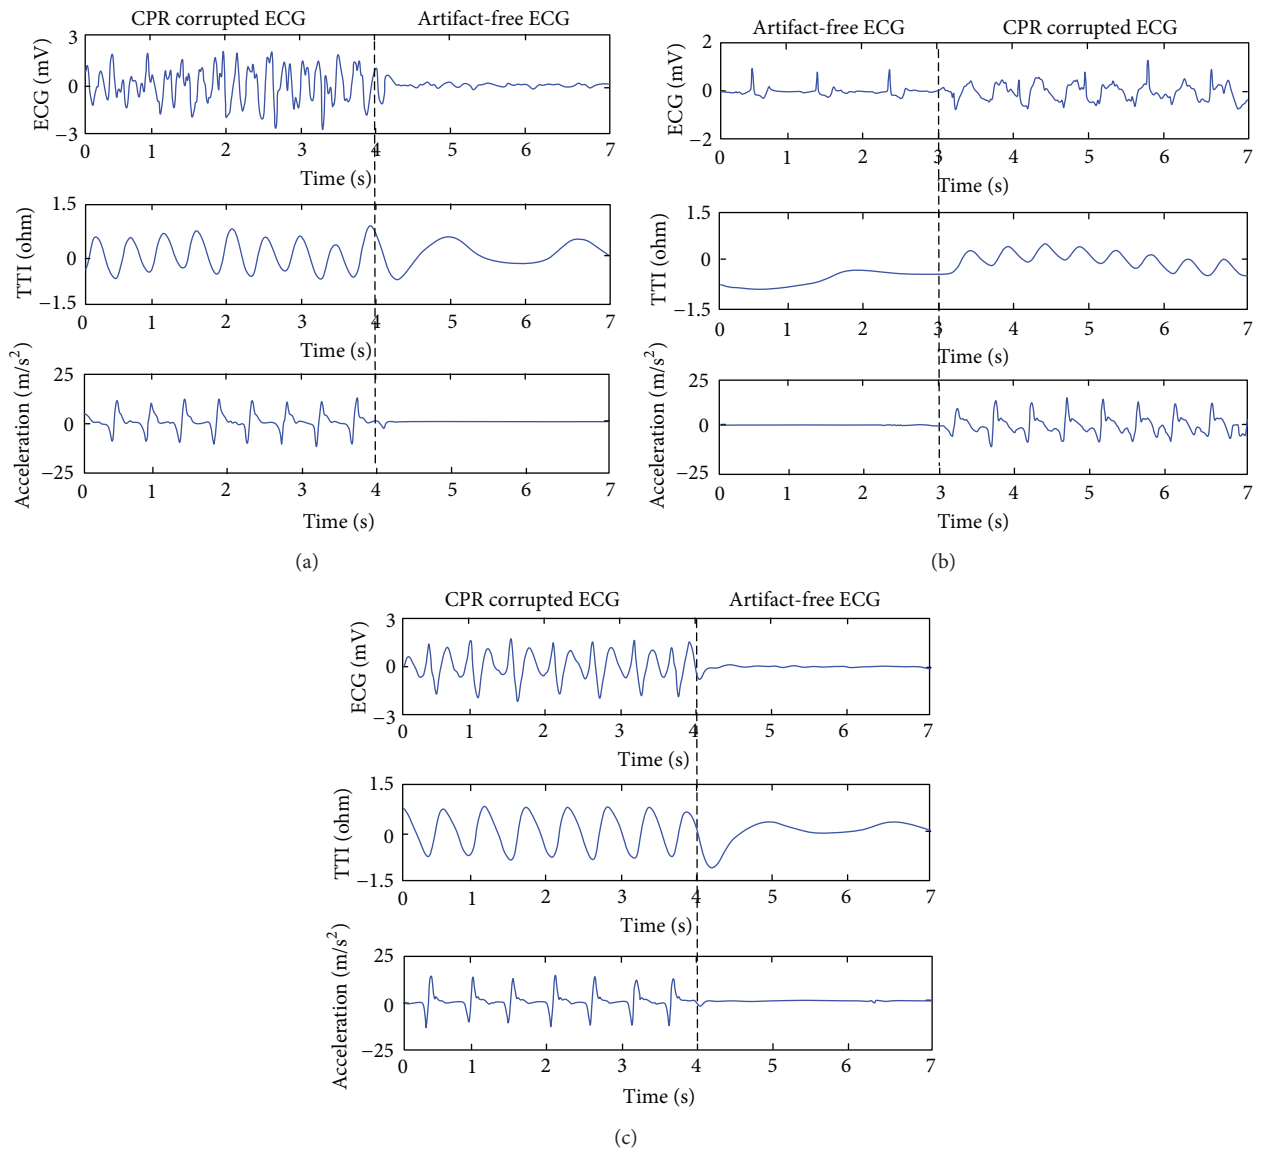 CPR corrupted ECG Artifact-free ECG
3
0
−3
ECG (mV)
0 1 2 3 4 5 6 7
Time (s)
1.5
0
−1.5
TTI (ohm)
0 1 2 3 4 5 6 7
Time (s)
25
0
−25
Acceleration (m/s²)
0 1 2 3 4 5 6 7
Time (s)
(a)
Artifact-free ECG CPR corrupted ECG
2
0
−2
ECG (mV)
0 1 2 3 4 5 6 7
Time (s)
1.5
0
−1.5
TTI (ohm)
0 1 2 3 4 5 6 7
Time (s)
25
0
−25
Acceleration (m/s²)
0 1 2 3 4 5 6 7
Time (s)
(b)
CPR corrupted ECG Artifact-free ECG
3
0
−3
ECG (mV)
0 1 2 3 4 5 6 7
Time (s)
1.5
0
−1.5
TTI (ohm)
0 1 2 3 4 5 6 7
Time (s)
25
0
−25
Acceleration (m/s²)
0 1 2 3 4 5 6 7
Time (s)
(c)